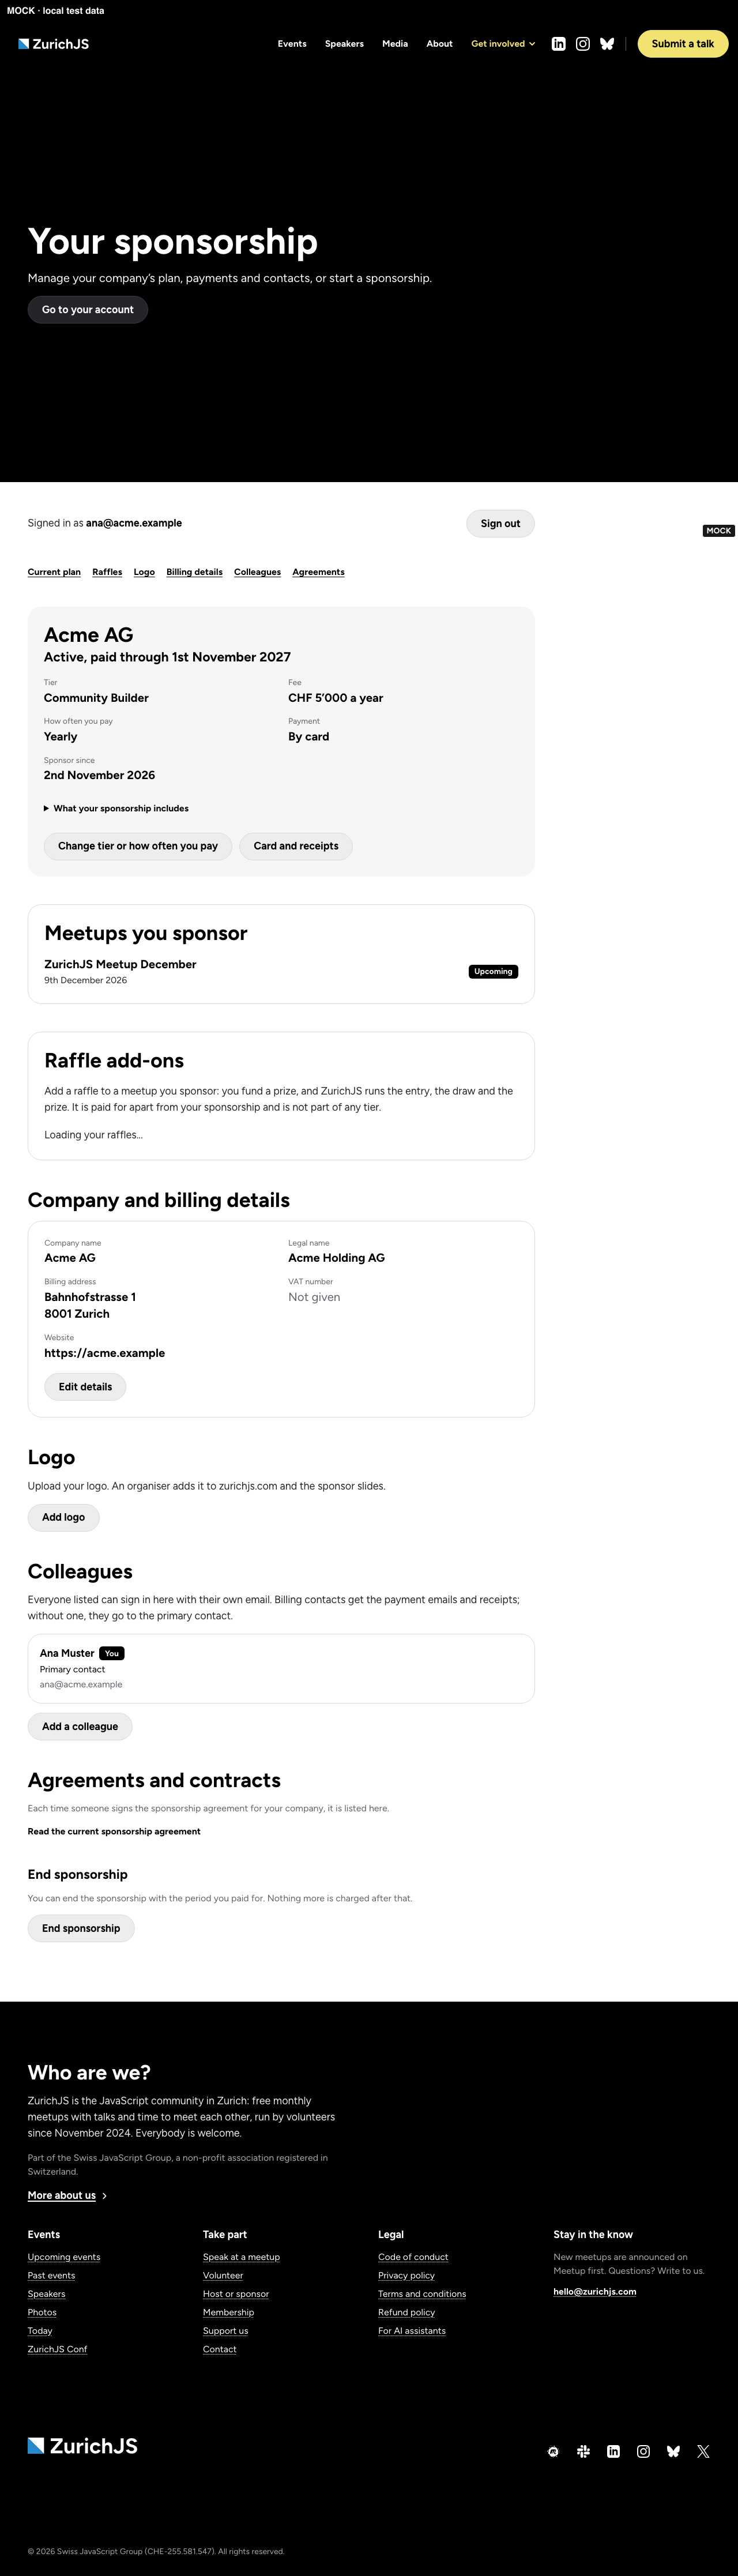 MOCK · local test data
ZurichJS
Events
Speakers
Media
About
Get involved
Submit a talk
Your sponsorship
Manage your company’s plan, payments and contacts, or start a sponsorship.
Go to your account
Signed in as ana@acme.example
Sign out
MOCK
Current plan
Raffles
Logo
Billing details
Colleagues
Agreements
Acme AG
Active, paid through 1st November 2027
Tier
Community Builder
Fee
CHF 5’000 a year
How often you pay
Yearly
Payment
By card
Sponsor since
2nd November 2026
What your sponsorship includes
Change tier or how often you pay
Card and receipts
Meetups you sponsor
ZurichJS Meetup December
9th December 2026
Upcoming
Raffle add-ons
Add a raffle to a meetup you sponsor: you fund a prize, and ZurichJS runs the entry, the draw and the
prize. It is paid for apart from your sponsorship and is not part of any tier.
Loading your raffles…
Company and billing details
Company name
Acme AG
Legal name
Acme Holding AG
Billing address
Bahnhofstrasse 1
8001 Zurich
VAT number
Not given
Website
https://acme.example
Edit details
Logo
Upload your logo. An organiser adds it to zurichjs.com and the sponsor slides.
Add logo
Colleagues
Everyone listed can sign in here with their own email. Billing contacts get the payment emails and receipts;
without one, they go to the primary contact.
Ana Muster
You
Primary contact
ana@acme.example
Add a colleague
Agreements and contracts
Each time someone signs the sponsorship agreement for your company, it is listed here.
Read the current sponsorship agreement
End sponsorship
You can end the sponsorship with the period you paid for. Nothing more is charged after that.
End sponsorship
Who are we?
ZurichJS is the JavaScript community in Zurich: free monthly
meetups with talks and time to meet each other, run by volunteers
since November 2024. Everybody is welcome.
Part of the Swiss JavaScript Group, a non-profit association registered in
Switzerland.
More about us
Events
Upcoming events
Past events
Speakers
Photos
Today
ZurichJS Conf
Take part
Speak at a meetup
Volunteer
Host or sponsor
Membership
Support us
Contact
Legal
Code of conduct
Privacy policy
Terms and conditions
Refund policy
For AI assistants
Stay in the know
New meetups are announced on
Meetup first. Questions? Write to us.
hello@zurichjs.com
ZurichJS
© 2026 Swiss JavaScript Group (CHE-255.581.547). All rights reserved.